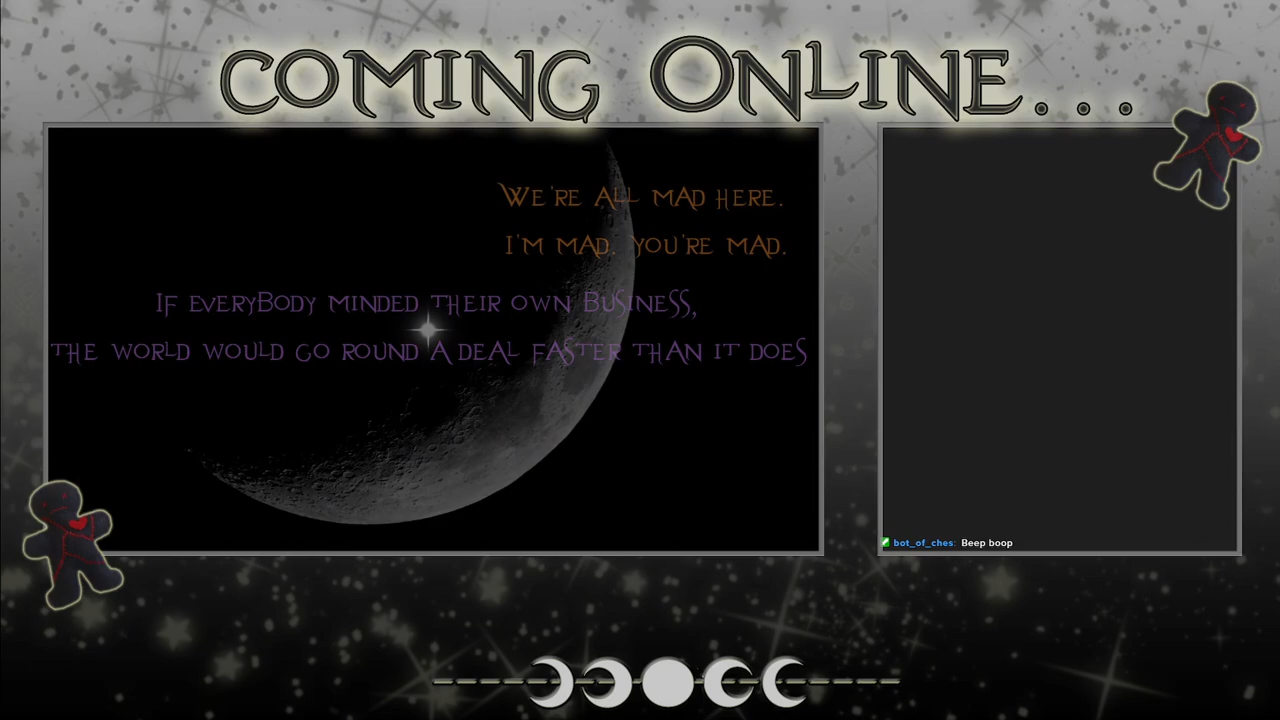 COMING ONLINE...
WE'RE ALL MAD HERE.
I'M MAD. YOU'RE MAD.
IF EVERYBODY MINDED THEIR OWN BUSINESS,
THE WORLD WOULD GO ROUND A DEAL FASTER THAN IT DOES
bot_of_ches: Beep boop